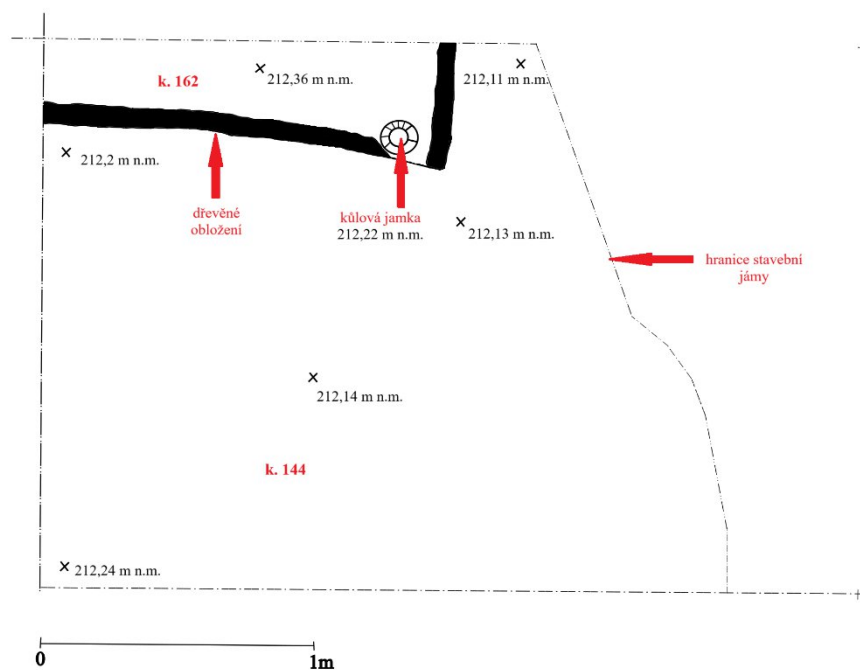 k. 162
212,36 m n.m.
212,11 m n.m.
212,2 m n.m.
dřevěné
obložení
kůlová jamka
212,22 m n.m.
212,13 m n.m.
hranice stavební
jámy
212,14 m n.m.
k. 144
212,24 m n.m.
0
1m